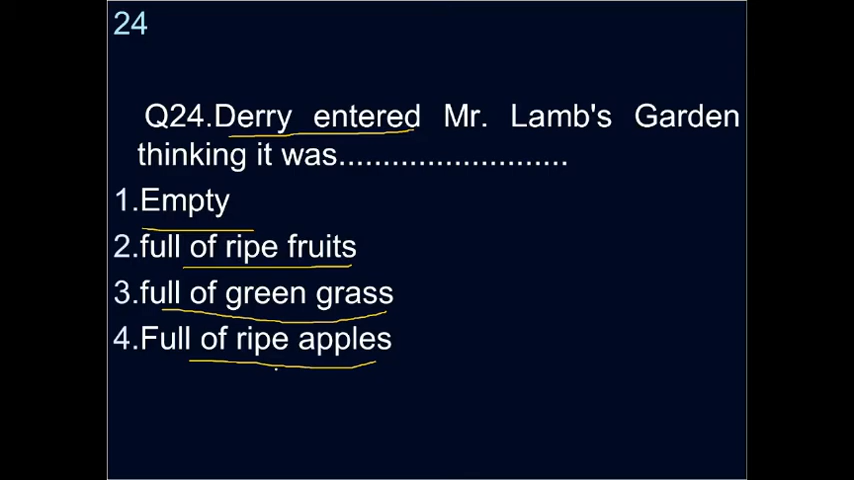 24
Q24.Derry entered Mr. Lamb's Garden
thinking it was..........................
1.Empty
2.full of ripe fruits
3.full of green grass
4.Full of ripe apples